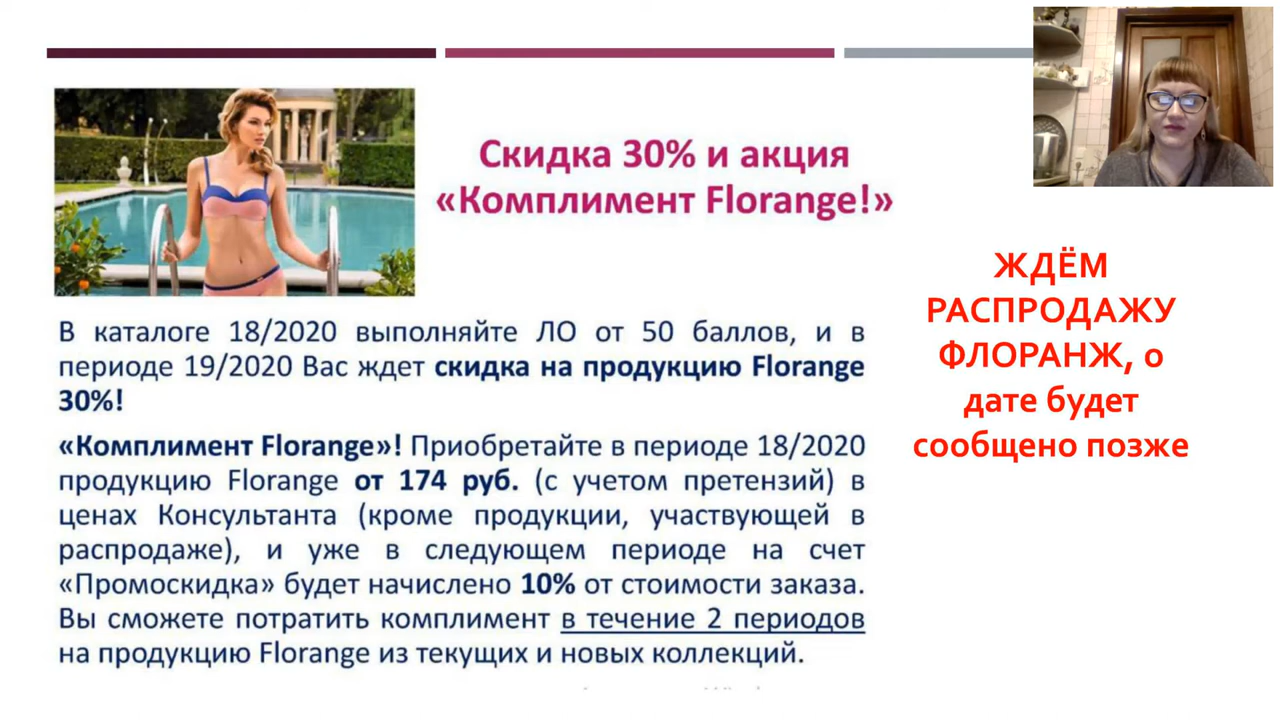 Скидка 30% и акция
«Комплимент Florange!»
В каталоге 18/2020 выполняйте ЛО от 50 баллов, и в
периоде 19/2020 Вас ждет скидка на продукцию Florange
30%!
«Комплимент Florange»! Приобретайте в периоде 18/2020
продукцию Florange от 174 руб. (с учетом претензий) в
ценах Консультанта (кроме продукции, участвующей в
распродаже), и уже в следующем периоде на счет
«Промоскидка» будет начислено 10% от стоимости заказа.
Вы сможете потратить комплимент в течение 2 периодов
на продукцию Florange из текущих и новых коллекций.
ЖДЁМ
РАСПРОДАЖУ
ФЛОРАНЖ, о
дате будет
сообщено позже